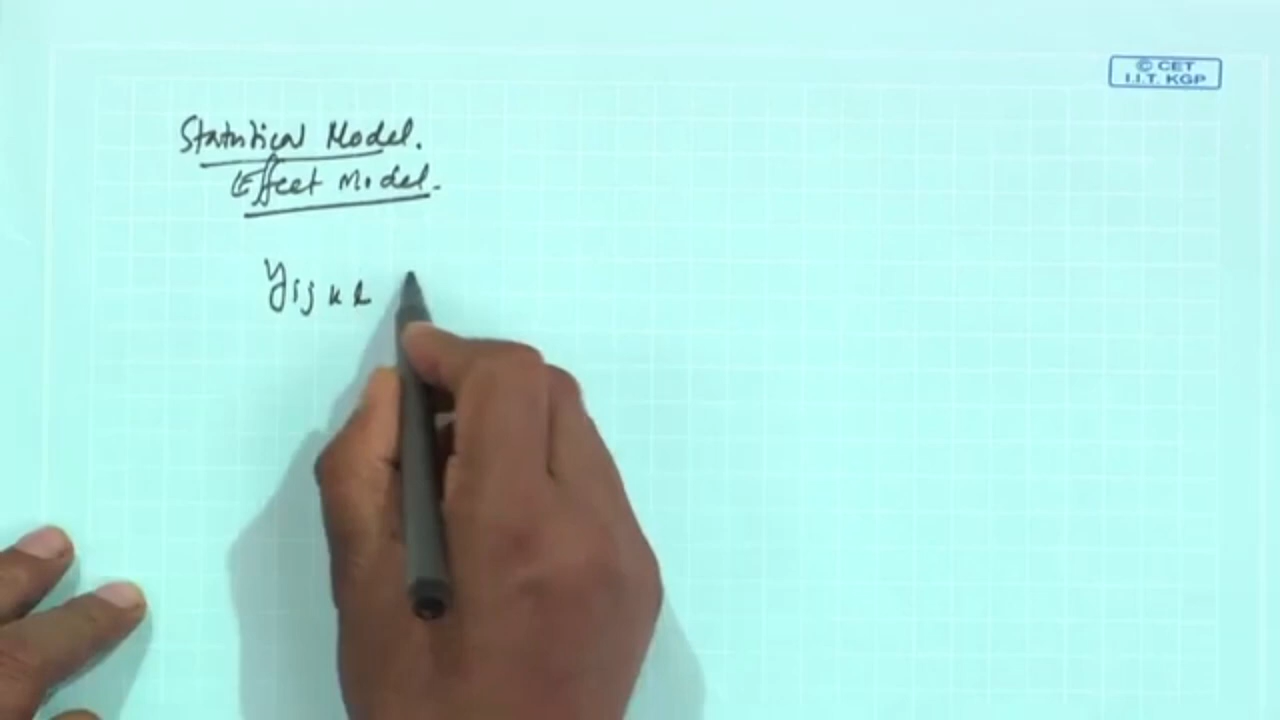 Statistical Model.
Effect Model.
yijkl
© CET
I.I.T. KGP